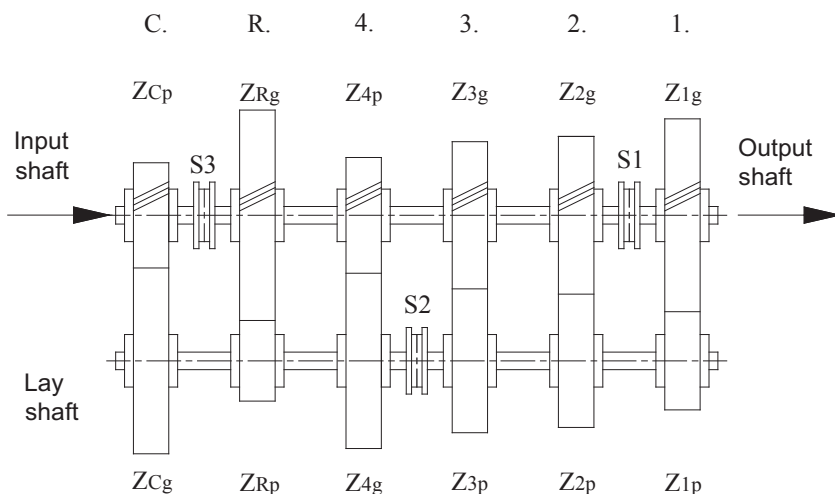 C. R. 4. 3. 2. 1.
ZCp ZRg Z4p Z3g Z2g Z1g
Input
shaft
S3
S1
Output
shaft
S2
Lay
shaft
ZCg ZRp Z4g Z3p Z2p Z1p